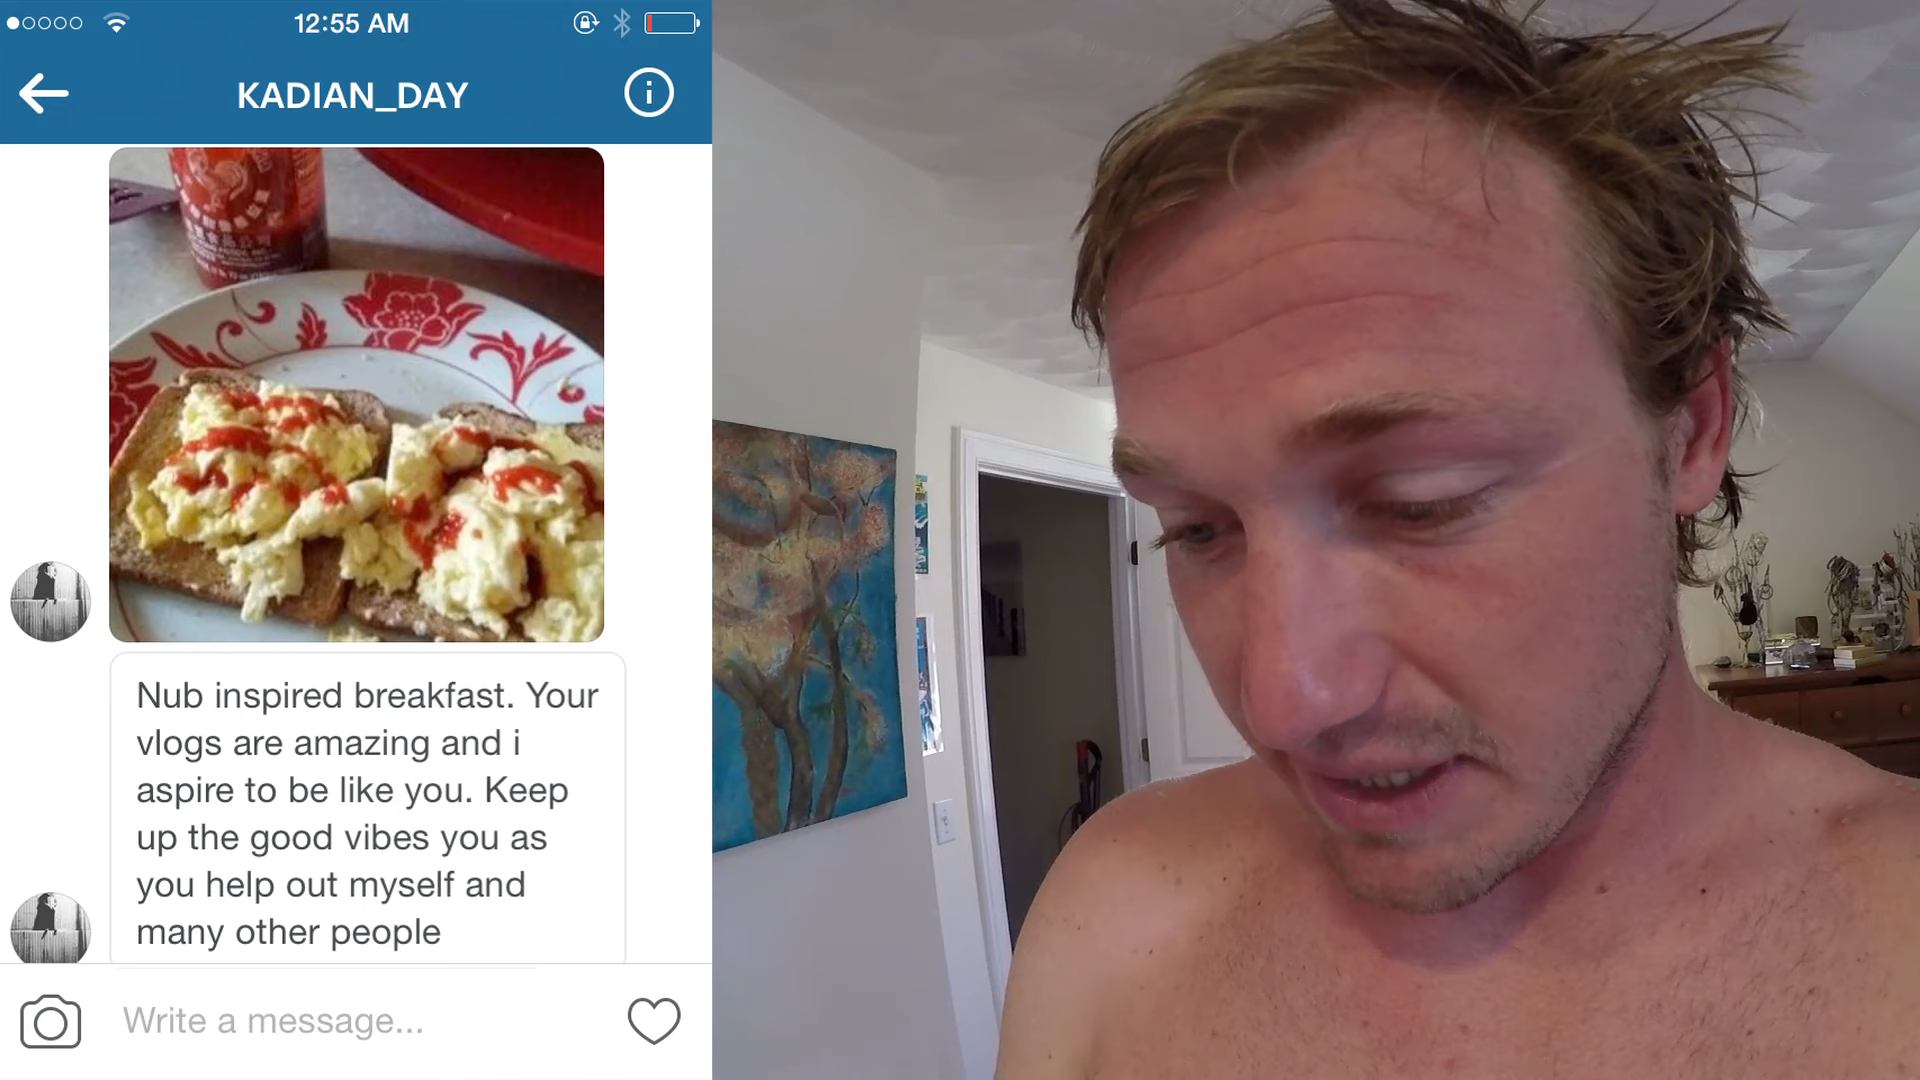 12:55 AM
KADIAN_DAY
Nub inspired breakfast. Your
vlogs are amazing and i
aspire to be like you. Keep
up the good vibes you as
you help out myself and
many other people
Write a message...